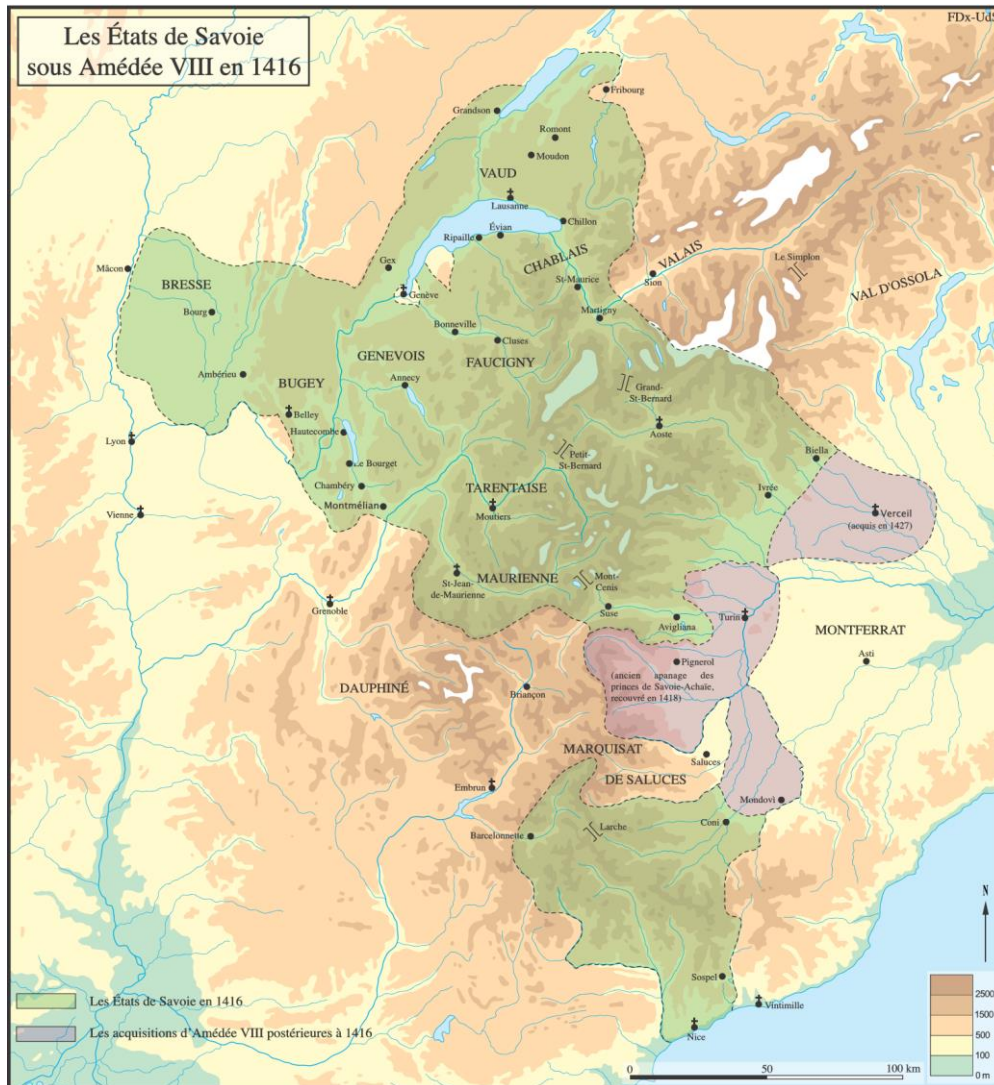 FDx-UdS
Les États de Savoie
sous Amédée VIII en 1416
Fribourg
Grandson
Romont
Moudon
VAUD
Lausanne
Chillon
Évian
Ripaille
CHABLAIS
VALAIS
Le Simplon
Mâcon
Gex
St-Maurice
Sion
VAL D'OSSOLA
BRESSE
Genève
Bourg
Martigny
Bonneville
Cluses
GENEVOIS
FAUCIGNY
Ambérieu
BUGEY
Annecy
Grand-
St-Bernard
Belley
Hautecombe
Aoste
Lyon
Petit-
St-Bernard
Biella
Le Bourget
Chambéry
TARENTAISE
Ivrée
Montmélian
Moutiers
Vienne
Verceil
(acquis en 1427)
St-Jean-
de-Maurienne
MAURIENNE
Mont-
Cenis
Grenoble
Suse
Avigliana
Turin
MONTFERRAT
Asti
Pignerol
(ancien apanage des
princes de Savoie-Achaïe,
recouvré en 1418)
DAUPHINÉ
Briançon
MARQUISAT
DE SALUCES
Saluces
Embrun
Mondovì
Barcelonnette
Larche
Coni
N
Sospel
Vintimille
Nice
Les États de Savoie en 1416
Les acquisitions d'Amédée VIII postérieures à 1416
0
50
100 km
2500
1500
500
100
0 m